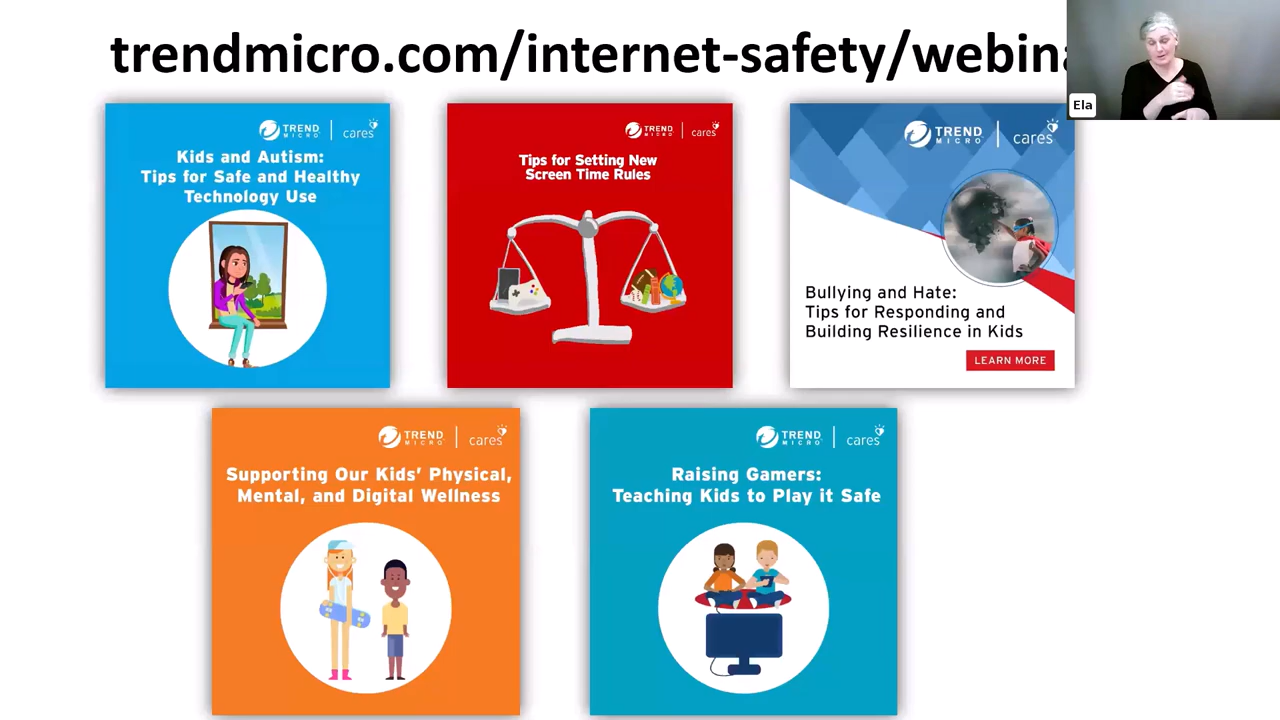 trendmicro.com/internet-safety/webina
Ela
TREND MICRO | cares
Kids and Autism:
Tips for Safe and Healthy
Technology Use
TREND MICRO | cares
Tips for Setting New
Screen Time Rules
TREND MICRO | cares
Bullying and Hate:
Tips for Responding and
Building Resilience in Kids
LEARN MORE
TREND MICRO | cares
Supporting Our Kids’ Physical,
Mental, and Digital Wellness
TREND MICRO | cares
Raising Gamers:
Teaching Kids to Play it Safe